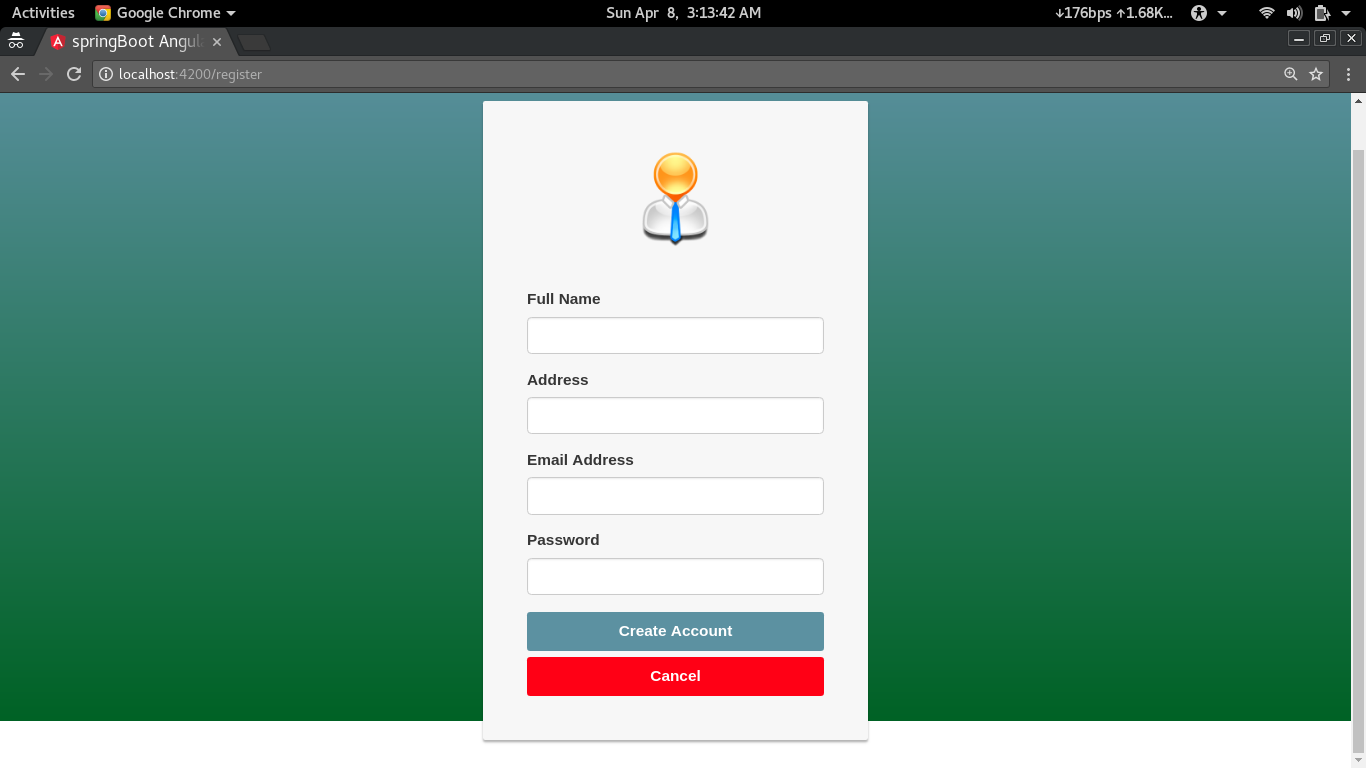 Activities Google Chrome Sun Apr 8, 3:13:42 AM ↓176bps ↑1.68K...
springBoot Angul
localhost:4200/register
Full Name
Address
Email Address
Password
Create Account
Cancel